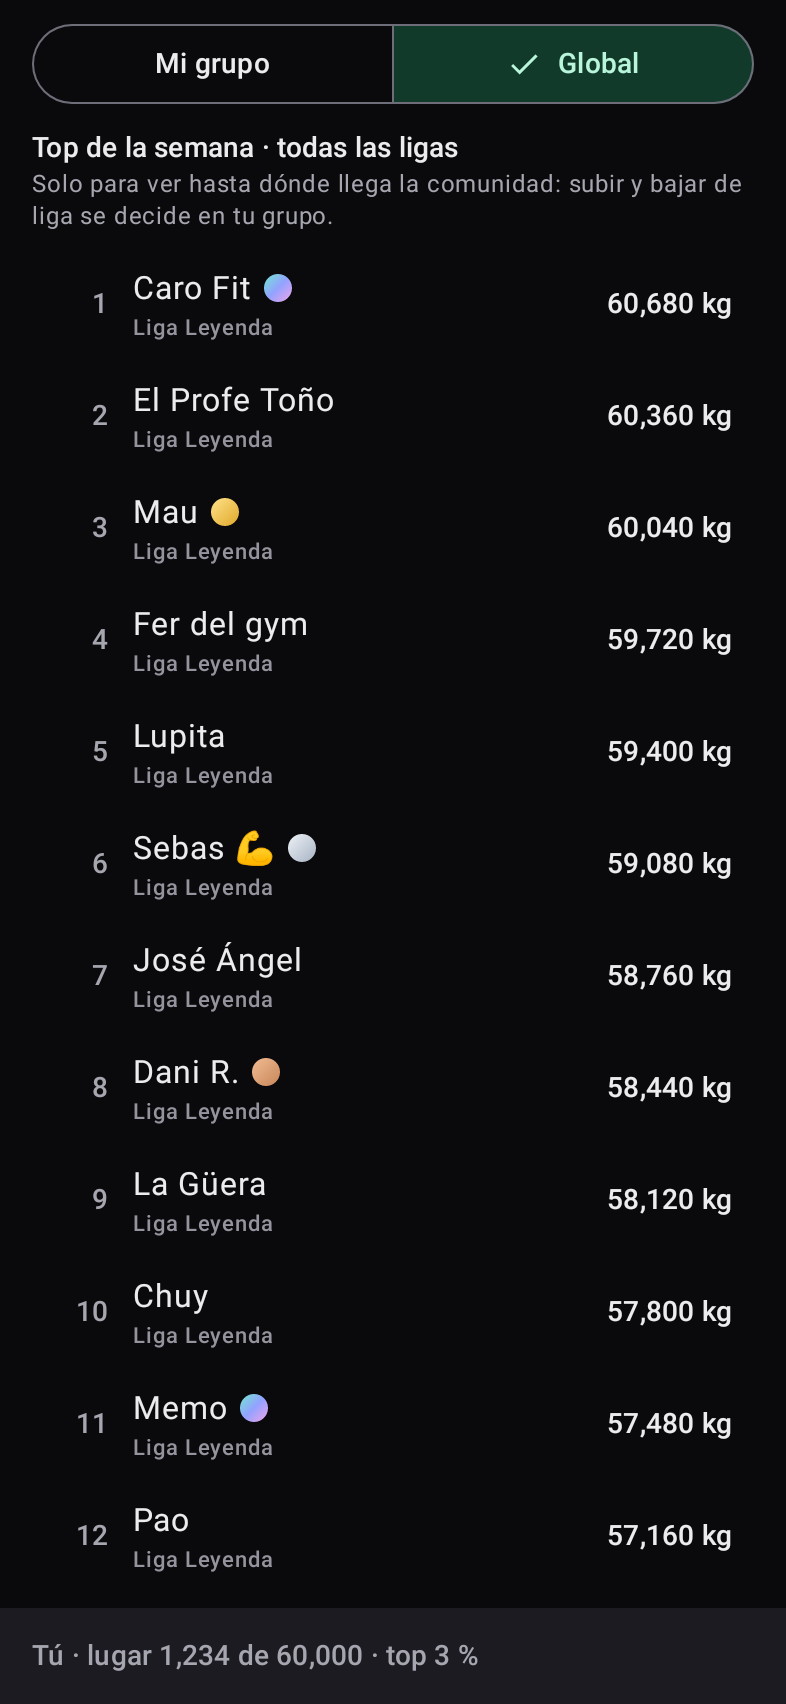 Mi grupo
Global
Top de la semana · todas las ligas
Solo para ver hasta dónde llega la comunidad: subir y bajar de
liga se decide en tu grupo.
1
Caro Fit
Liga Leyenda
60,680 kg
2
El Profe Toño
Liga Leyenda
60,360 kg
3
Mau
Liga Leyenda
60,040 kg
4
Fer del gym
Liga Leyenda
59,720 kg
5
Lupita
Liga Leyenda
59,400 kg
6
Sebas 💪
Liga Leyenda
59,080 kg
7
José Ángel
Liga Leyenda
58,760 kg
8
Dani R.
Liga Leyenda
58,440 kg
9
La Güera
Liga Leyenda
58,120 kg
10
Chuy
Liga Leyenda
57,800 kg
11
Memo
Liga Leyenda
57,480 kg
12
Pao
Liga Leyenda
57,160 kg
Tú · lugar 1,234 de 60,000 · top 3 %